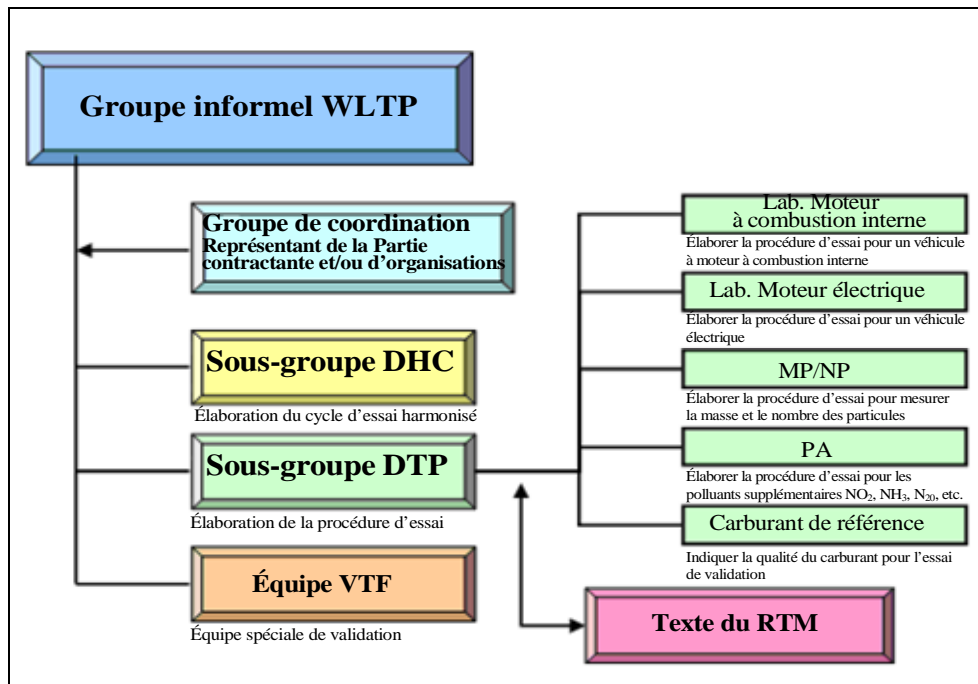 Groupe informel WLTP
Groupe de coordination
Représentant de la Partie
contractante et/ou d'organisations
Sous-groupe DHC
Élaboration du cycle d'essai harmonisé
Sous-groupe DTP
Élaboration de la procédure d'essai
Équipe VTF
Équipe spéciale de validation
Lab. Moteur
à combustion interne
Élaborer la procédure d'essai pour un véhicule
à moteur à combustion interne
Lab. Moteur électrique
Élaborer la procédure d'essai pour un véhicule
électrique
MP/NP
Élaborer la procédure d'essai pour mesurer
la masse et le nombre des particules
PA
Élaborer la procédure d'essai pour les
polluants supplémentaires NO₂, NH₃, N₂₀, etc.
Carburant de référence
Indiquer la qualité du carburant pour l'essai
de validation
Texte du RTM